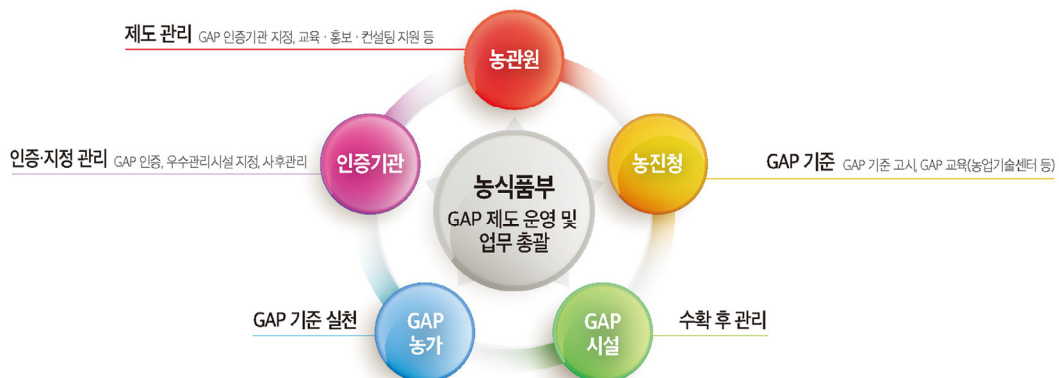 제도 관리 GAP 인증기관 지정, 교육 · 홍보 · 컨설팅 지원 등
농관원
인증·지정 관리 GAP 인증, 우수관리시설 지정, 사후관리
인증기관
농진청
GAP 기준 GAP 기준 고시, GAP 교육(농업기술센터 등)
농식품부
GAP 제도 운영 및
업무 총괄
GAP 기준 실천
GAP
농가
GAP
시설
수확 후 관리